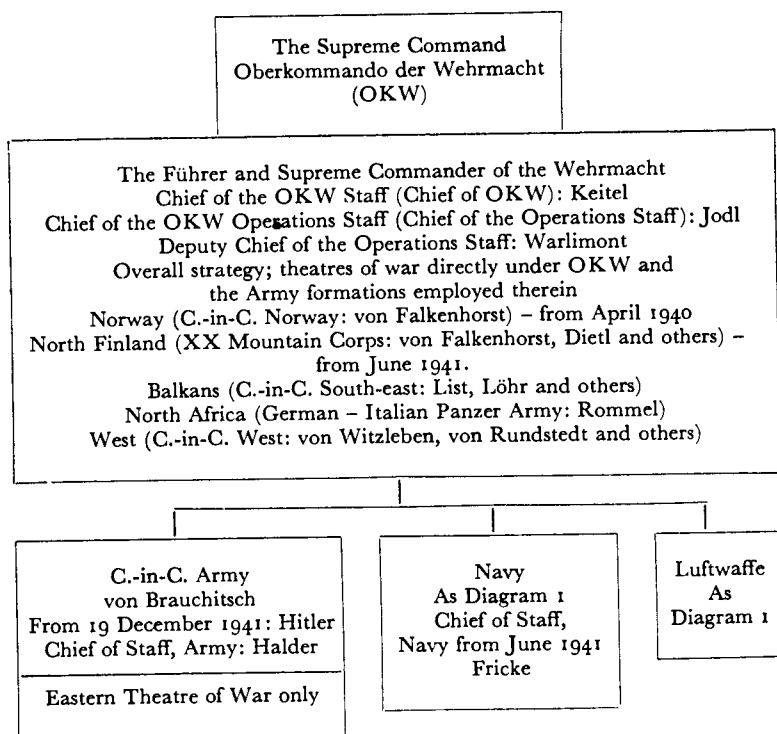 The Supreme Command
Oberkommando der Wehrmacht
(OKW)
The Führer and Supreme Commander of the Wehrmacht
Chief of the OKW Staff (Chief of OKW): Keitel
Chief of the OKW Operations Staff (Chief of the Operations Staff): Jodl
Deputy Chief of the Operations Staff: Warlimont
Overall strategy; theatres of war directly under OKW and
the Army formations employed therein
Norway (C.-in-C. Norway: von Falkenhorst) – from April 1940
North Finland (XX Mountain Corps: von Falkenhorst, Dietl and others) –
from June 1941.
Balkans (C.-in-C. South-east: List, Löhr and others)
North Africa (German – Italian Panzer Army: Rommel)
West (C.-in-C. West: von Witzleben, von Rundstedt and others)
C.-in-C. Army
von Brauchitsch
From 19 December 1941: Hitler
Chief of Staff, Army: Halder
Eastern Theatre of War only
Navy
As Diagram 1
Chief of Staff,
Navy from June 1941
Fricke
Luftwaffe
As
Diagram 1